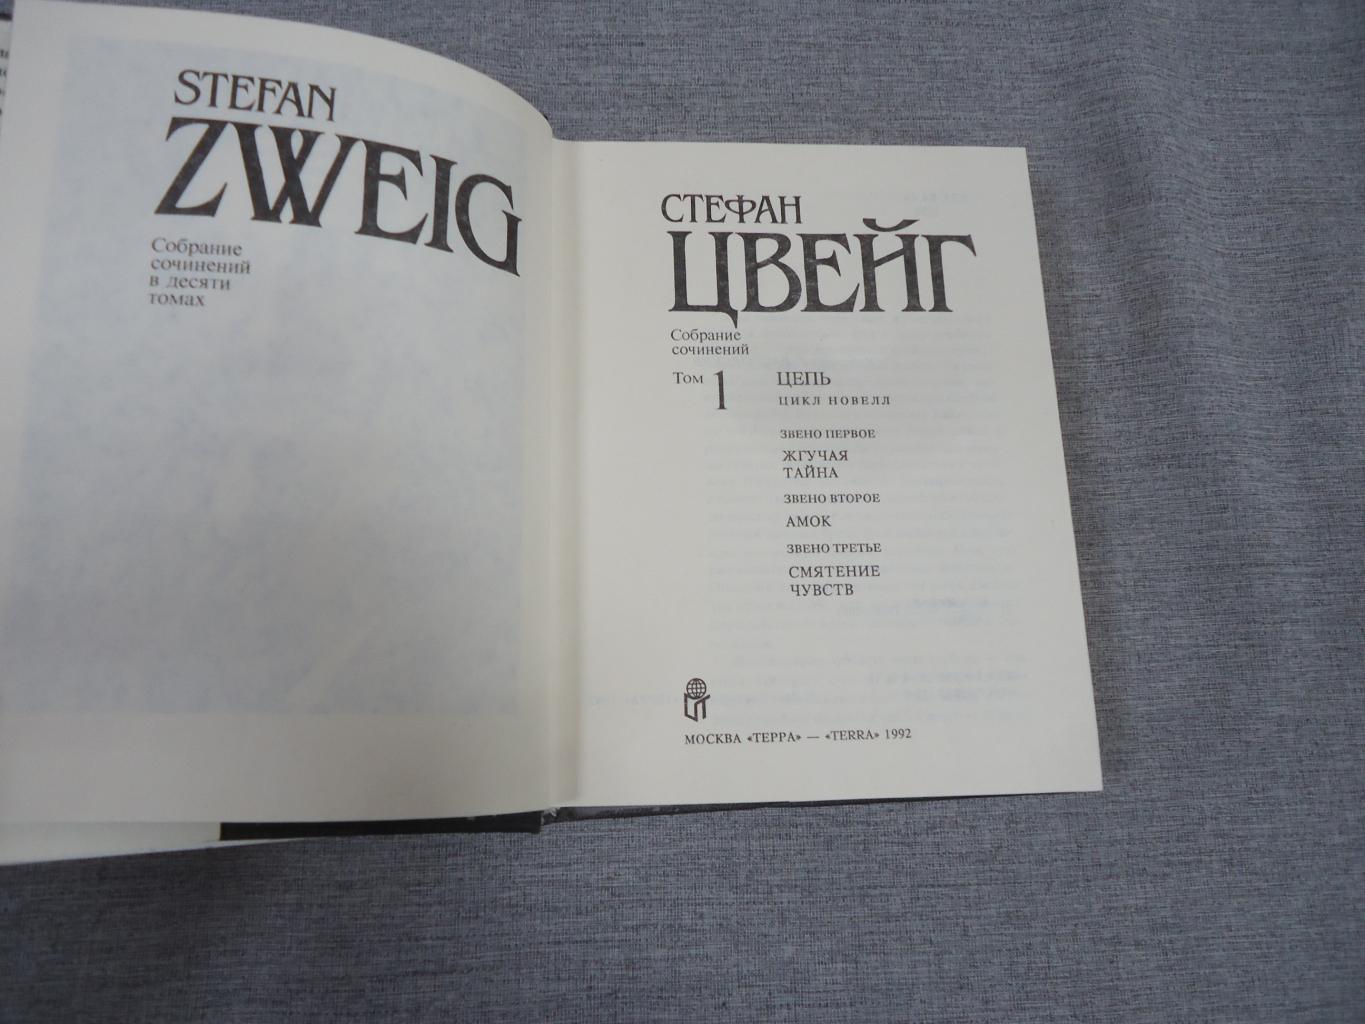 STEFAN
ZWEIG
Собрание
сочинений
в десяти
томах
СТЕФАН
ЦВЕЙГ
Собрание
сочинений
Том 1
ЦЕПЬ
ЦИКЛ НОВЕЛЛ
ЗВЕНО ПЕРВОЕ
ЖГУЧАЯ
ТАЙНА
ЗВЕНО ВТОРОЕ
АМОК
ЗВЕНО ТРЕТЬЕ
СМЯТЕНИЕ
ЧУВСТВ
МОСКВА «ТЕРРА» — «TERRA» 1992